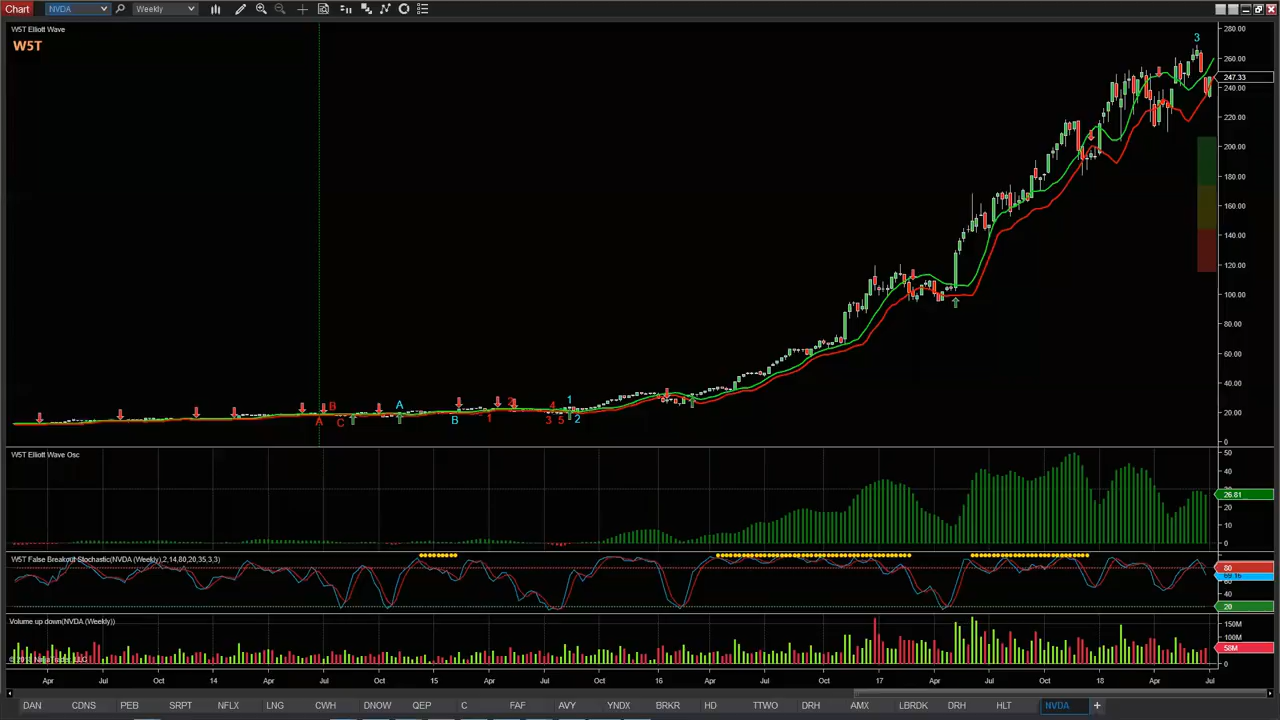 Chart NVDA Weekly
W5T Elliott Wave
W5T
3
280.00
260.00
247.33
240.00
220.00
200.00
180.00
160.00
140.00
120.00
100.00
80.00
60.00
40.00
20.00
0
A B C A B 1 2 3 4 5 1 2
W5T Elliott Wave Osc
50
40
26.81
20
10
0
W5T False Breakout Stochastic(NVDA (Weekly),2,14,80,20,35,3,3)
80
60
40
20
Volume up down(NVDA (Weekly))
150M
100M
58M
0
Apr Jul Oct 14 Apr Jul Oct 15 Apr Jul Oct 16 Apr Jul Oct 17 Apr Jul Oct 18 Apr Jul
DAN CDNS PEB SRPT NFLX LNG CWH DNOW QEP C FAF AVY YNDX BRKR HD TTWO DRH AMX LBRDK DRH HLT NVDA +